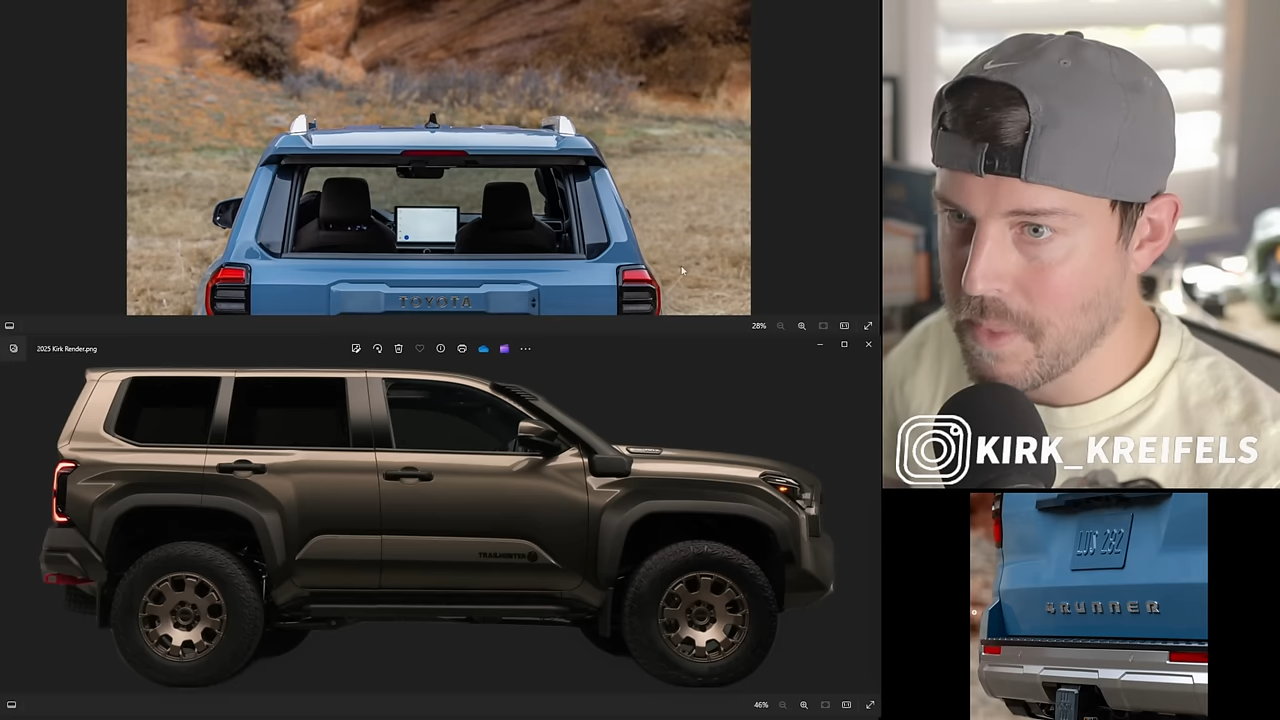 TOYOTA
28%
2025 Kirk Render.png
TRAILHUNTER
46%
KIRK_KREIFELS
4RUNNER